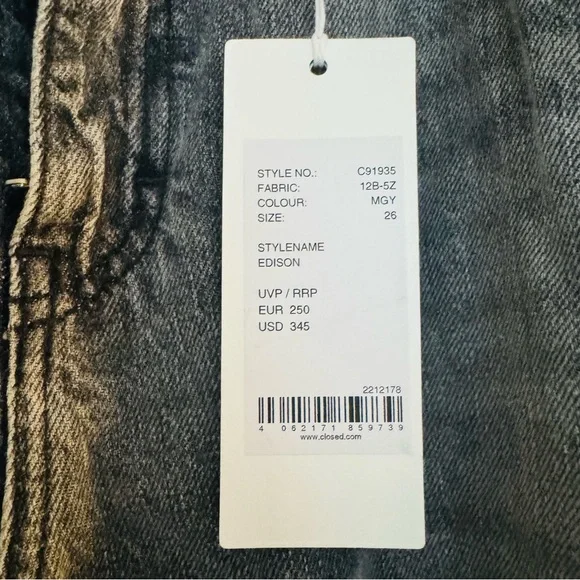 STYLE NO.: C91935
FABRIC: 12B-5Z
COLOUR: MGY
SIZE: 26
STYLENAME
EDISON
UVP / RRP
EUR 250
USD 345
2212178
4 062171 859739
www.closed.com